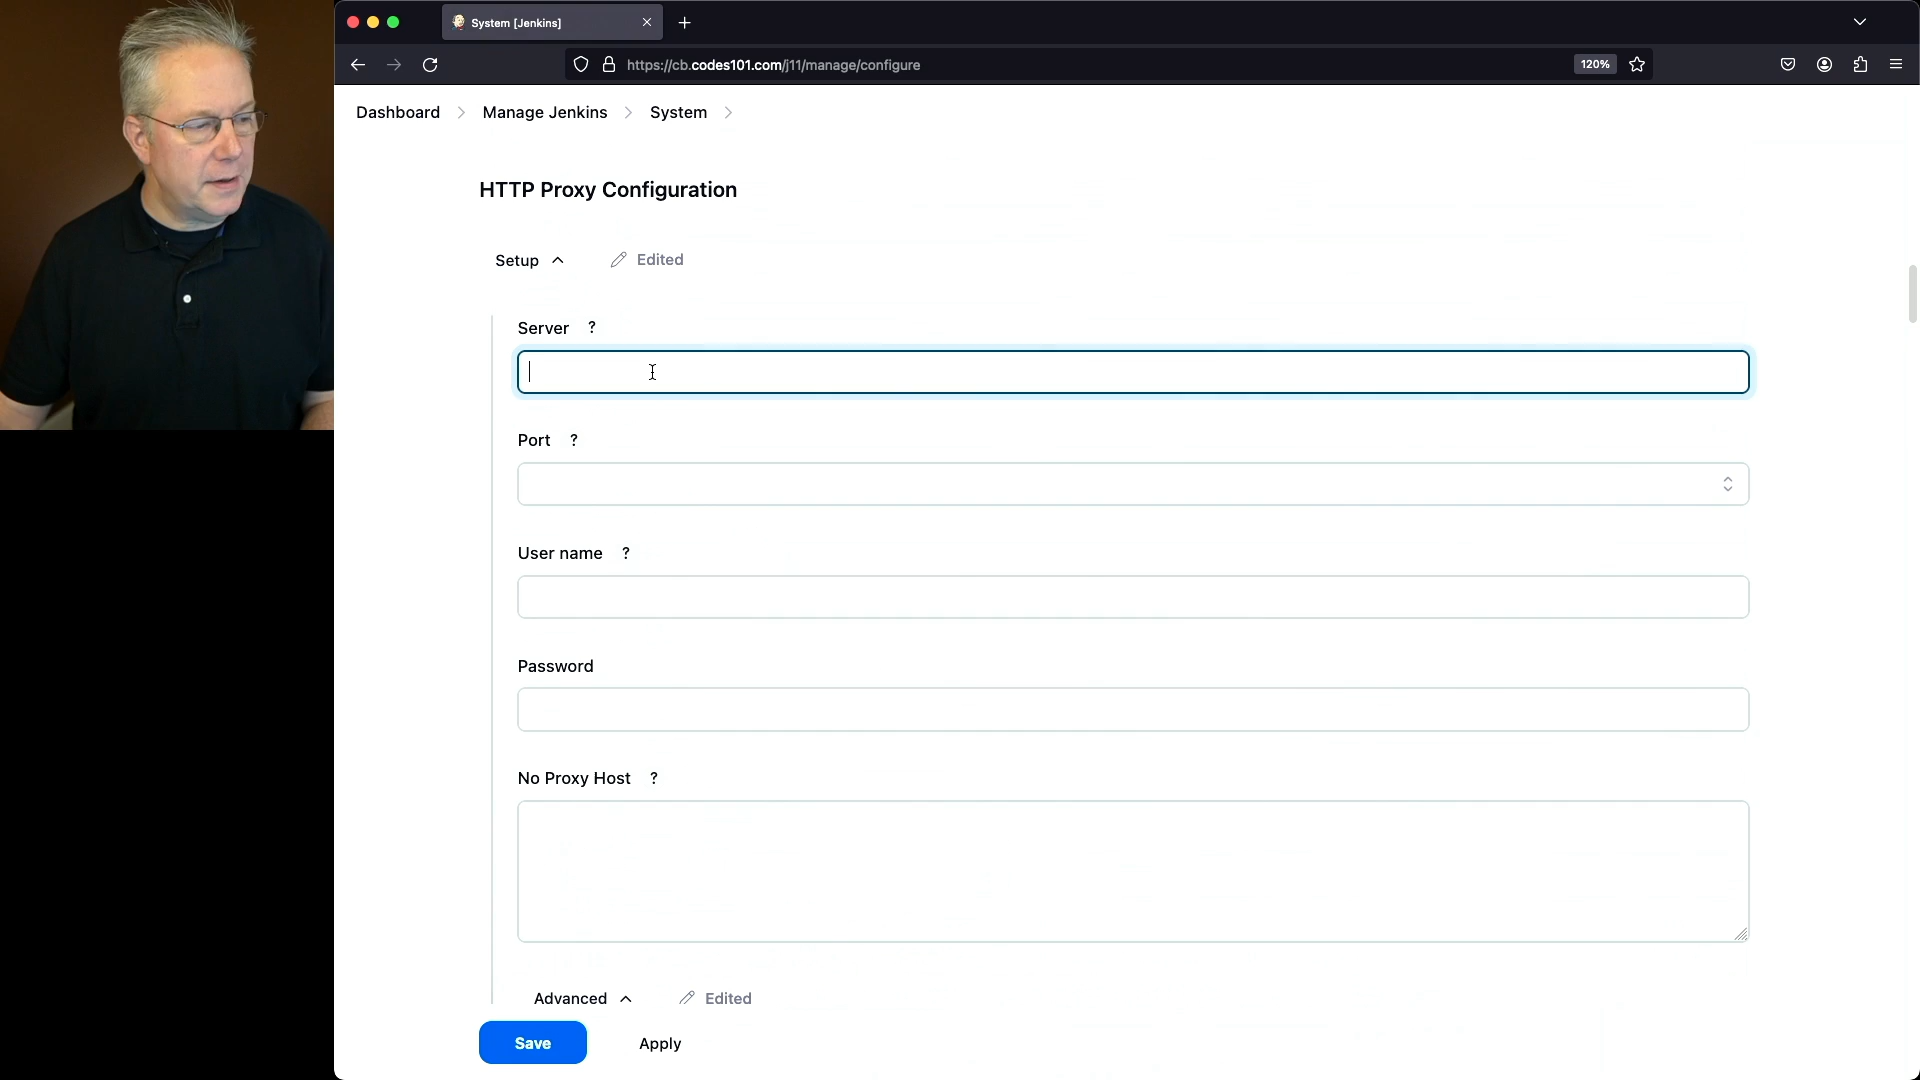 System [Jenkins]
https://cb.codes101.com/j11/manage/configure
120%
Dashboard
Manage Jenkins
System
HTTP Proxy Configuration
Setup
Edited
Server ?
Port ?
User name ?
Password
No Proxy Host ?
Advanced
Edited
Save
Apply